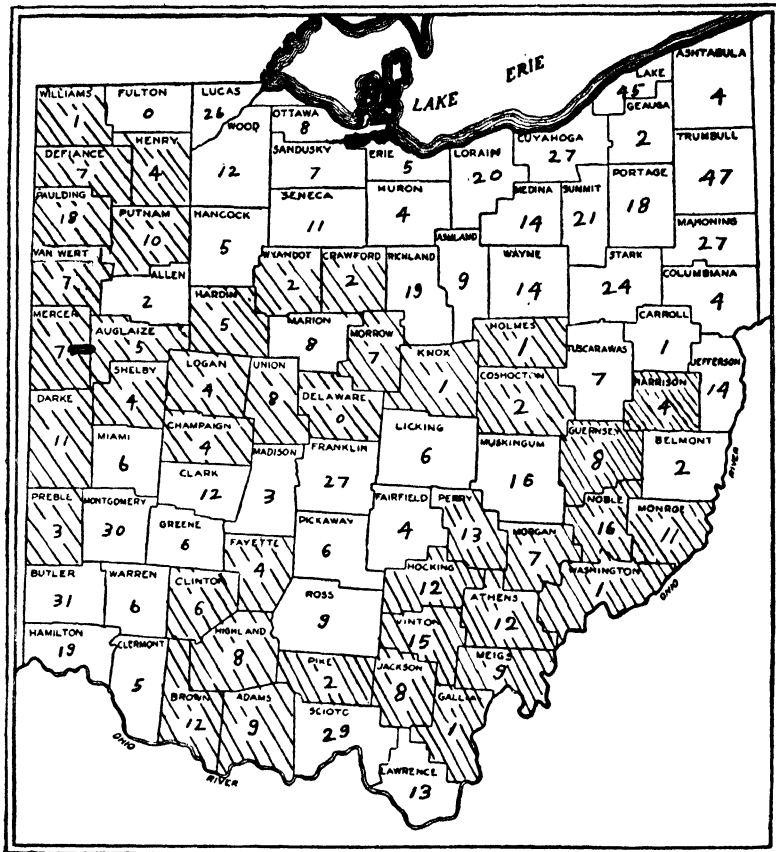 ERIE
LAKE
ASHTABULA
4
LAKE
45
GEAUGA
2
WILLIAMS
1
FULTON
0
LUCAS
26
OTTAWA
8
WOOD
12
HENRY
4
DEFIANCE
7
SANDUSKY
7
ERIE
5
LORAIN
20
CUYAHOGA
27
TRUMBULL
47
PAULDING
18
PUTNAM
10
HANCOCK
5
SENECA
11
HURON
4
MEDINA
14
SUMMIT
21
PORTAGE
18
MAHONING
27
VAN WERT
7
ALLEN
2
WYANDOT
2
CRAWFORD
2
RICHLAND
19
ASHLAND
9
WAYNE
14
STARK
24
COLUMBIANA
4
MERCER
7
AUGLAIZE
5
HARDIN
5
MARION
8
MORROW
7
KNOX
1
HOLMES
1
TUSCARAWAS
7
CARROLL
1
JEFFERSON
14
SHELBY
4
LOGAN
4
UNION
8
DELAWARE
0
COSHOCTON
2
HARRISON
4
DARKE
11
MIAMI
6
CHAMPAIGN
4
CLARK
12
MADISON
3
FRANKLIN
27
LICKING
6
MUSKINGUM
16
GUERNSEY
8
BELMONT
2
RIVER
PREBLE
3
MONTGOMERY
30
GREENE
6
FAYETTE
4
PICKAWAY
6
FAIRFIELD
4
PERRY
13
MORGAN
7
NOBLE
16
MONROE
11
BUTLER
31
WARREN
6
CLINTON
6
ROSS
9
HOCKING
12
ATHENS
12
WASHINGTON
1
OHIO
HAMILTON
19
CLERMONT
5
HIGHLAND
8
PIKE
2
VINTON
15
JACKSON
8
MEIGS
9
BROWN
12
ADAMS
9
SCIOTO
29
GALLIA
1
LAWRENCE
13
OHIO
RIVER